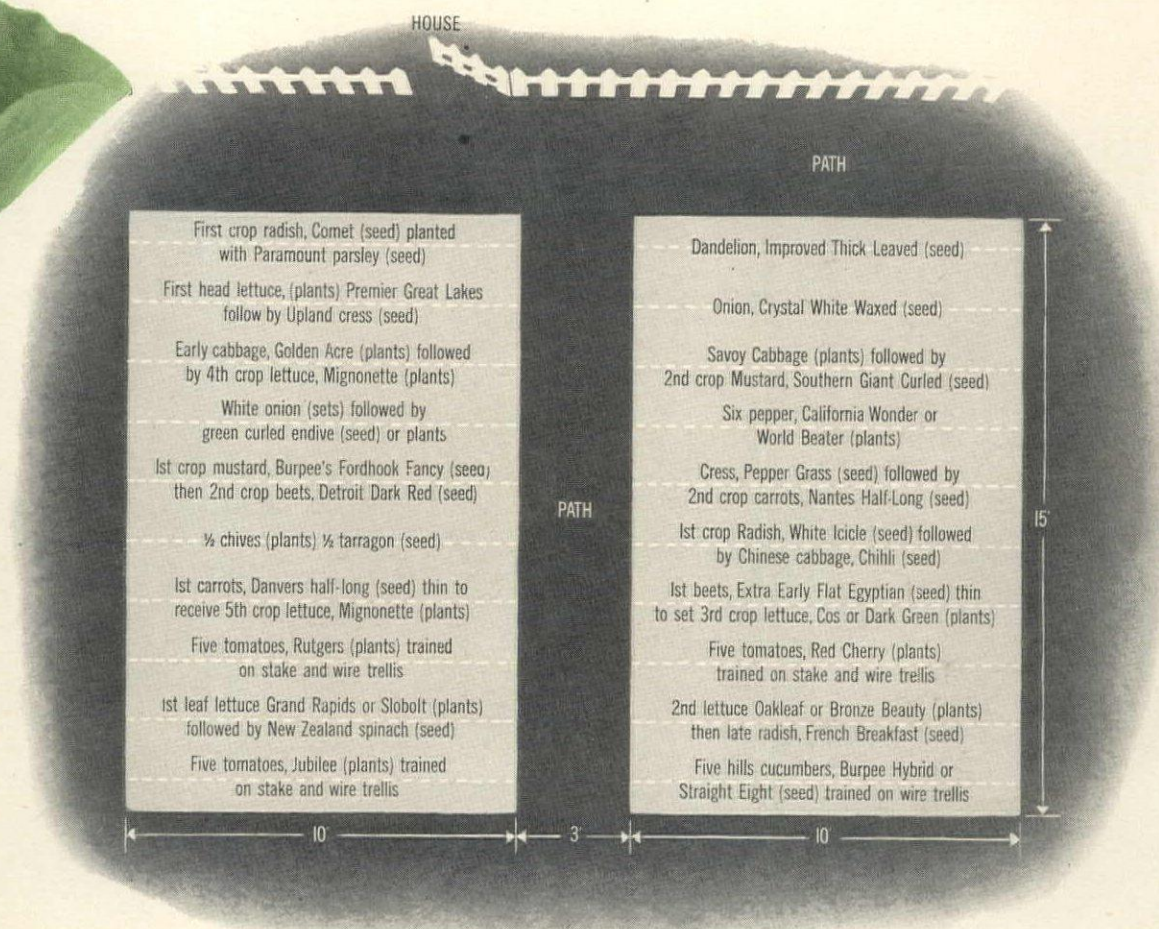 HOUSE
PATH
First crop radish, Comet (seed) planted
with Paramount parsley (seed)
First head lettuce, (plants) Premier Great Lakes
follow by Upland cress (seed)
Early cabbage, Golden Acre (plants) followed
by 4th crop lettuce, Mignonette (plants)
White onion (sets) followed by
green curled endive (seed) or plants
1st crop mustard, Burpee's Fordhook Fancy (seed)
then 2nd crop beets, Detroit Dark Red (seed)
½ chives (plants) ½ tarragon (seed)
1st carrots, Danvers half-long (seed) thin to
receive 5th crop lettuce, Mignonette (plants)
Five tomatoes, Rutgers (plants) trained
on stake and wire trellis
1st leaf lettuce Grand Rapids or Slobolt (plants)
followed by New Zealand spinach (seed)
Five tomatoes, Jubilee (plants) trained
on stake and wire trellis
PATH
Dandelion, Improved Thick Leaved (seed)
Onion, Crystal White Waxed (seed)
Savoy Cabbage (plants) followed by
2nd crop Mustard, Southern Giant Curled (seed)
Six pepper, California Wonder or
World Beater (plants)
Cress, Pepper Grass (seed) followed by
2nd crop carrots, Nantes Half-Long (seed)
1st crop Radish, White Icicle (seed) followed
by Chinese cabbage, Chihli (seed)
1st beets, Extra Early Flat Egyptian (seed) thin
to set 3rd crop lettuce, Cos or Dark Green (plants)
Five tomatoes, Red Cherry (plants)
trained on stake and wire trellis
2nd lettuce Oakleaf or Bronze Beauty (plants)
then late radish, French Breakfast (seed)
Five hills cucumbers, Burpee Hybrid or
Straight Eight (seed) trained on wire trellis
15'
10' 3' 10'